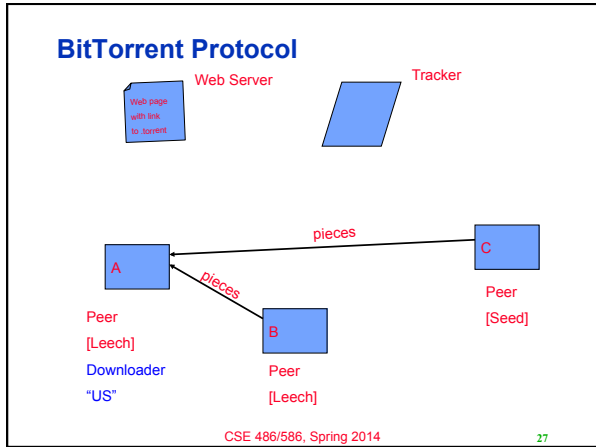 BitTorrent Protocol
Web Server
Tracker
Web page
with link
to .torrent
pieces
C
A
pieces
Peer
[Seed]
B
Peer
[Leech]
Downloader
“US”
Peer
[Leech]
CSE 486/586, Spring 2014
27